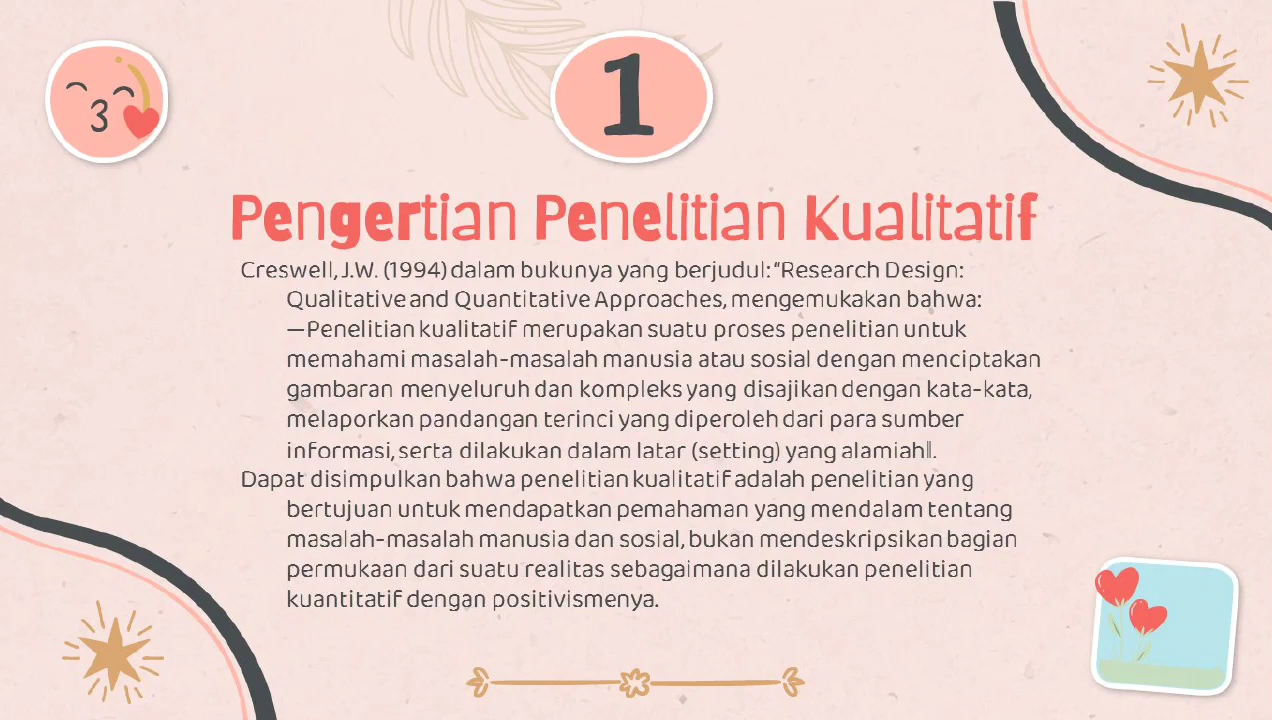 1
Pengertian Penelitian Kualitatif
Creswell, J.W. (1994) dalam bukunya yang berjudul: “Research Design:
Qualitative and Quantitative Approaches, mengemukakan bahwa:
―Penelitian kualitatif merupakan suatu proses penelitian untuk
memahami masalah-masalah manusia atau sosial dengan menciptakan
gambaran menyeluruh dan kompleks yang disajikan dengan kata-kata,
melaporkan pandangan terinci yang diperoleh dari para sumber
informasi, serta dilakukan dalam latar (setting) yang alamiah‖.
Dapat disimpulkan bahwa penelitian kualitatif adalah penelitian yang
bertujuan untuk mendapatkan pemahaman yang mendalam tentang
masalah-masalah manusia dan sosial, bukan mendeskripsikan bagian
permukaan dari suatu realitas sebagaimana dilakukan penelitian
kuantitatif dengan positivismenya.